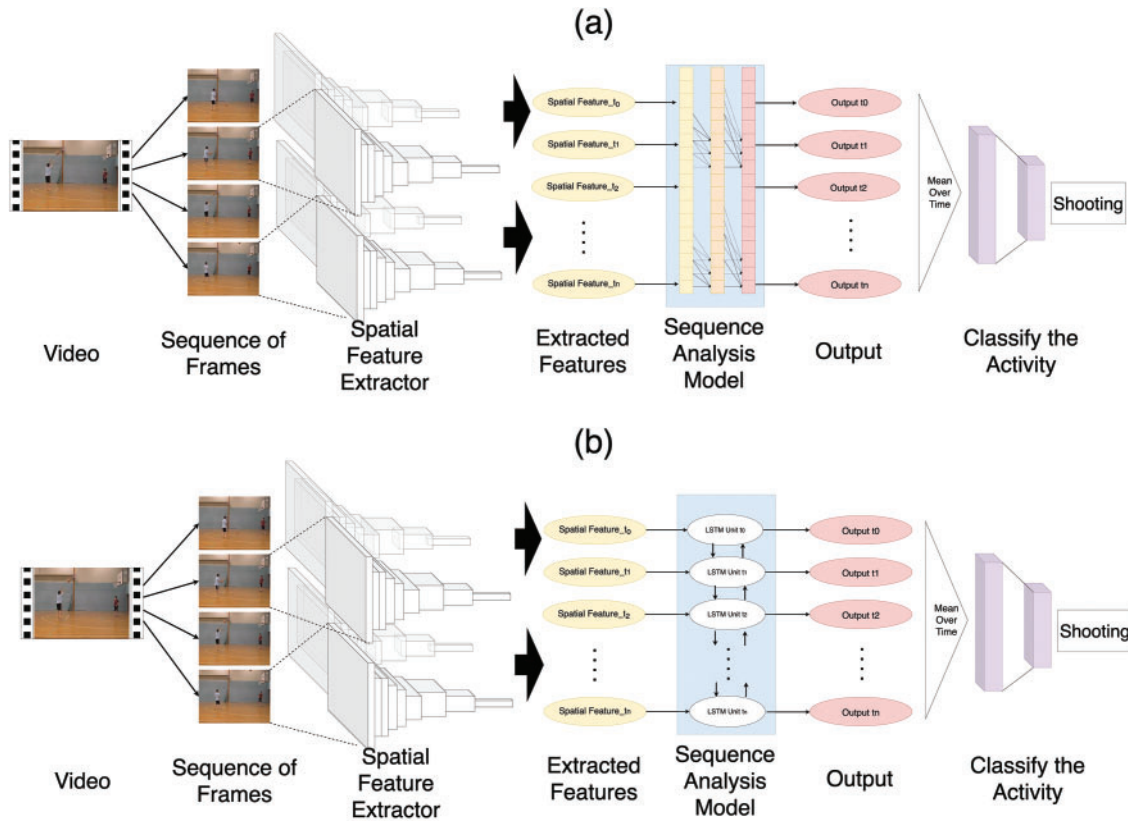 (a)
Spatial Feature_t0
Spatial Feature_t1
Spatial Feature_t2
Spatial Feature_tn
Output t0
Output t1
Output t2
Output tn
Mean
Over
Time
Shooting
Video
Sequence of
Frames
Spatial
Feature
Extractor
Extracted
Features
Sequence
Analysis
Model
Output
Classify the
Activity
(b)
Spatial Feature_t0
Spatial Feature_t1
Spatial Feature_t2
Spatial Feature_tn
LSTM Unit t0
LSTM Unit t1
LSTM Unit t2
LSTM Unit tn
Output t0
Output t1
Output t2
Output tn
Mean
Over
Time
Shooting
Video
Sequence of
Frames
Spatial
Feature
Extractor
Extracted
Features
Sequence
Analysis
Model
Output
Classify the
Activity